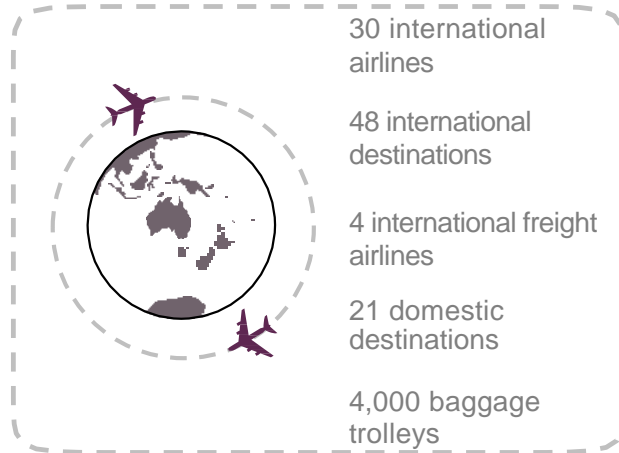 30 international
airlines
48 international
destinations
4 international freight
airlines
21 domestic
destinations
4,000 baggage
trolleys